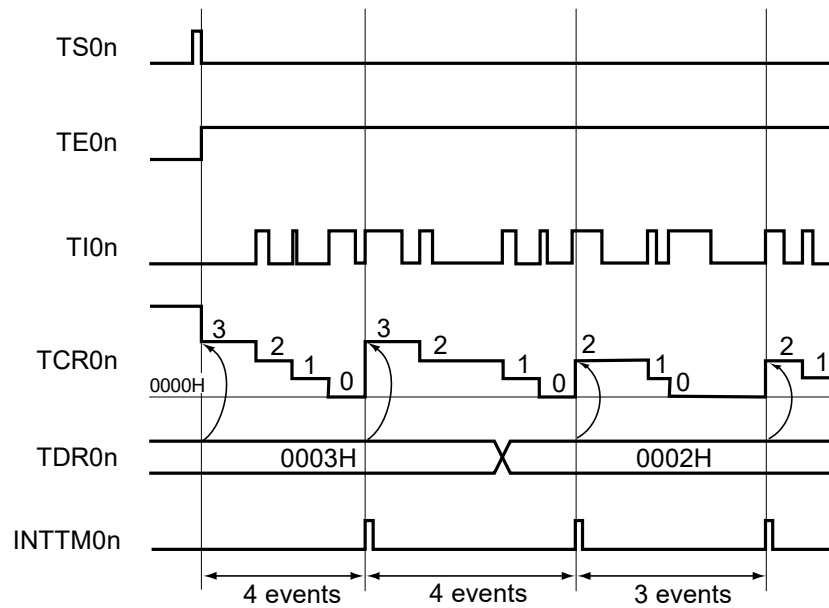 TS0n
TE0n
TI0n
TCR0n
3 2 1 0 3 2 1 0 2 1 0 2 1
0000H
TDR0n
0003H 0002H
INTTM0n
4 events 4 events 3 events